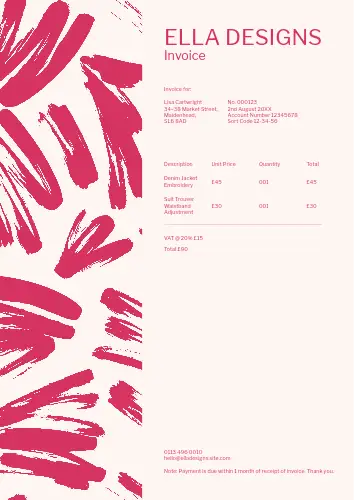 ELLA DESIGNS
Invoice
Invoice for:
Lisa Cartwright
34–38 Market Street,
Maidenhead,
SL6 8AD
No: 000123
2nd August 20XX
Account Number 12345678
Sort Code 12-34-56
Description Unit Price Quantity Total
Denim Jacket
Embroidery £45 001 £45
Suit Trouser
Waistband £30 001 £30
Adjustment
VAT @ 20% £15
Total £90
0113 496 0010
hello@elladesignssite.com
Note: Payment is due within 1 month of receipt of invoice. Thank you.